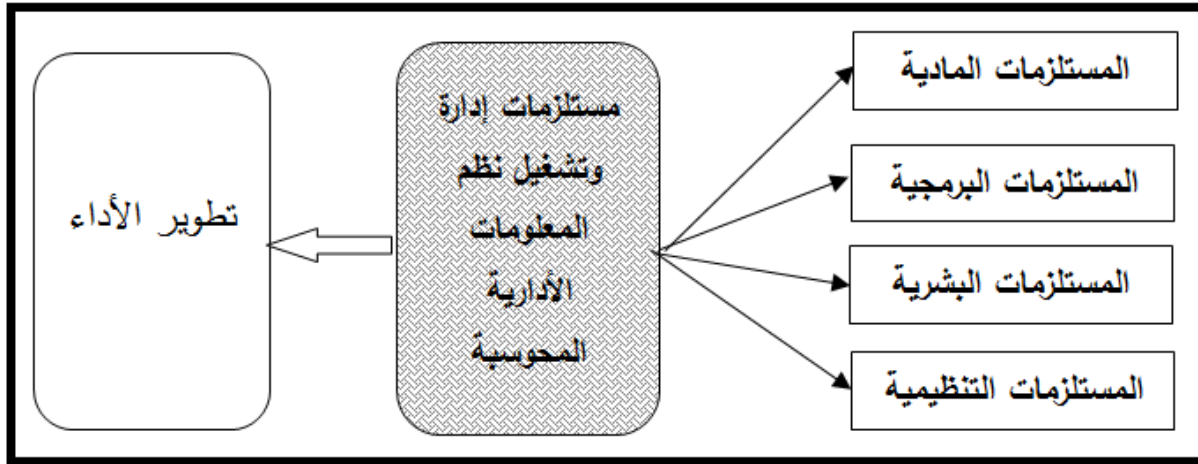 المستلزمات المادية
المستلزمات البرمجية
المستلزمات البشرية
المستلزمات التنظيمية
مستلزمات إدارة
وتشغيل نظم
المعلومات
الأدارية
المحوسبة
تطوير الأداء